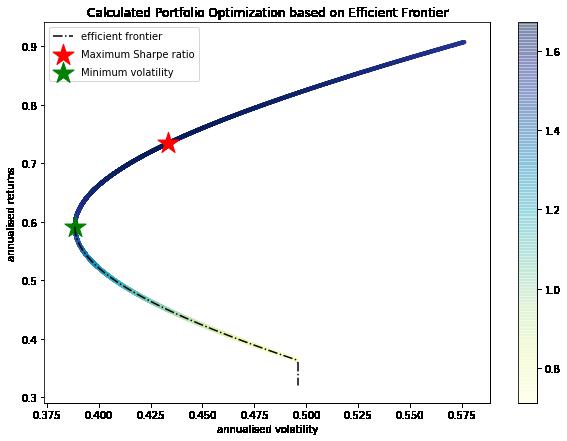 Calculated Portfolio Optimization based on Efficient Frontier
efficient frontier
Maximum Sharpe ratio
Minimum volatility
0.9
0.8
0.7
0.6
0.5
0.4
0.3
annualised returns
0.375 0.400 0.425 0.450 0.475 0.500 0.525 0.550 0.575
annualised volatility
1.6
1.4
1.2
1.0
0.8